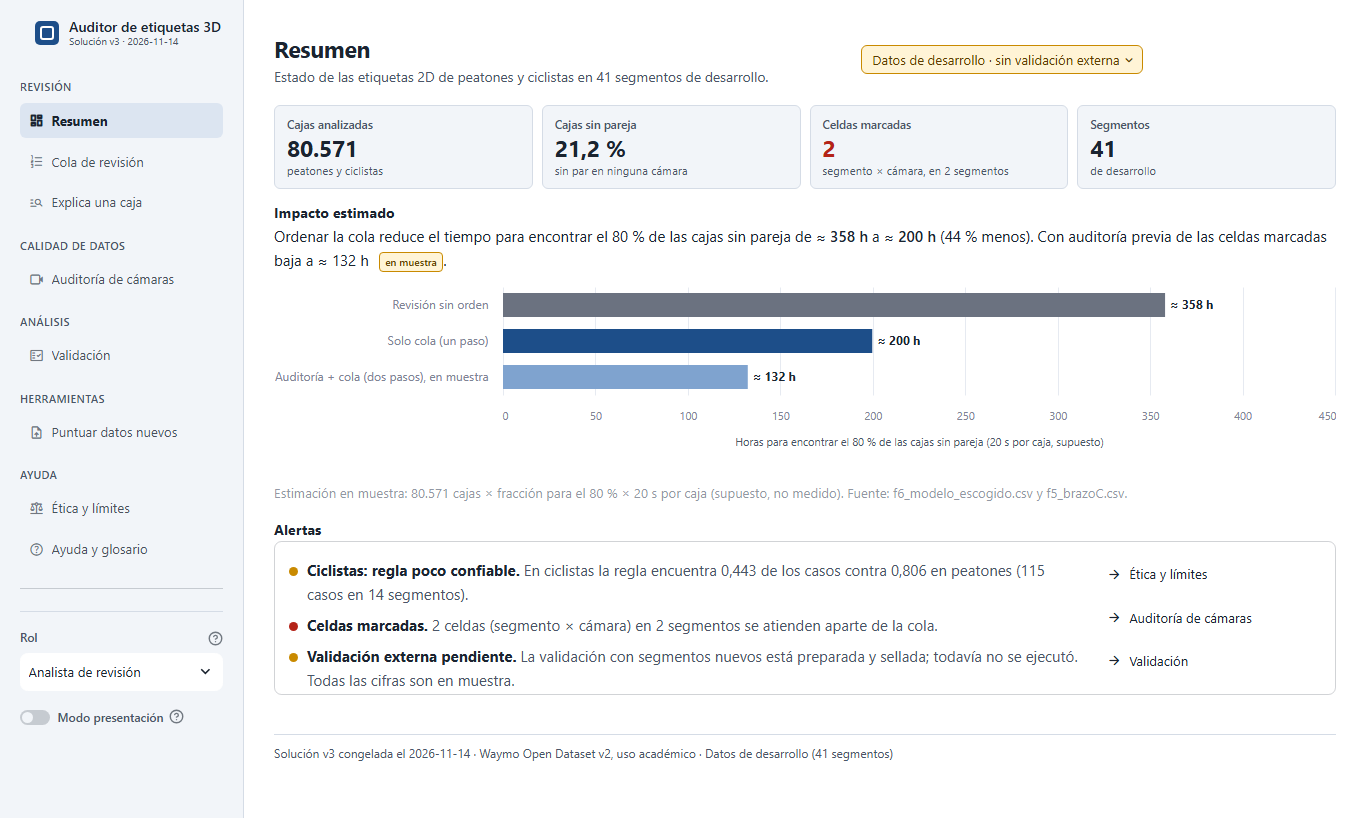 Auditor de etiquetas 3D
Solución v3 · 2026-11-14
REVISIÓN
Resumen
Cola de revisión
Explica una caja
CALIDAD DE DATOS
Auditoría de cámaras
ANÁLISIS
Validación
HERRAMIENTAS
Puntuar datos nuevos
AYUDA
Ética y límites
Ayuda y glosario
Rol
Analista de revisión
Modo presentación
Resumen
Estado de las etiquetas 2D de peatones y ciclistas en 41 segmentos de desarrollo.
Datos de desarrollo · sin validación externa
Cajas analizadas
80.571
peatones y ciclistas
Cajas sin pareja
21,2 %
sin par en ninguna cámara
Celdas marcadas
2
segmento × cámara, en 2 segmentos
Segmentos
41
de desarrollo
Impacto estimado
Ordenar la cola reduce el tiempo para encontrar el 80 % de las cajas sin pareja de ≈ 358 h a ≈ 200 h (44 % menos). Con auditoría previa de las celdas marcadas
baja a ≈ 132 h en muestra.
Revisión sin orden ≈ 358 h
Solo cola (un paso) ≈ 200 h
Auditoría + cola (dos pasos), en muestra ≈ 132 h
0 50 100 150 200 250 300 350 400 450
Horas para encontrar el 80 % de las cajas sin pareja (20 s por caja, supuesto)
Estimación en muestra: 80.571 cajas × fracción para el 80 % × 20 s por caja (supuesto, no medido). Fuente: f6_modelo_escogido.csv y f5_brazoC.csv.
Alertas
Ciclistas: regla poco confiable. En ciclistas la regla encuentra 0,443 de los casos contra 0,806 en peatones (115
casos en 14 segmentos).
Celdas marcadas. 2 celdas (segmento × cámara) en 2 segmentos se atienden aparte de la cola.
Validación externa pendiente. La validación con segmentos nuevos está preparada y sellada; todavía no se ejecutó.
Todas las cifras son en muestra.
→ Ética y límites
→ Auditoría de cámaras
→ Validación
Solución v3 congelada el 2026-11-14 · Waymo Open Dataset v2, uso académico · Datos de desarrollo (41 segmentos)